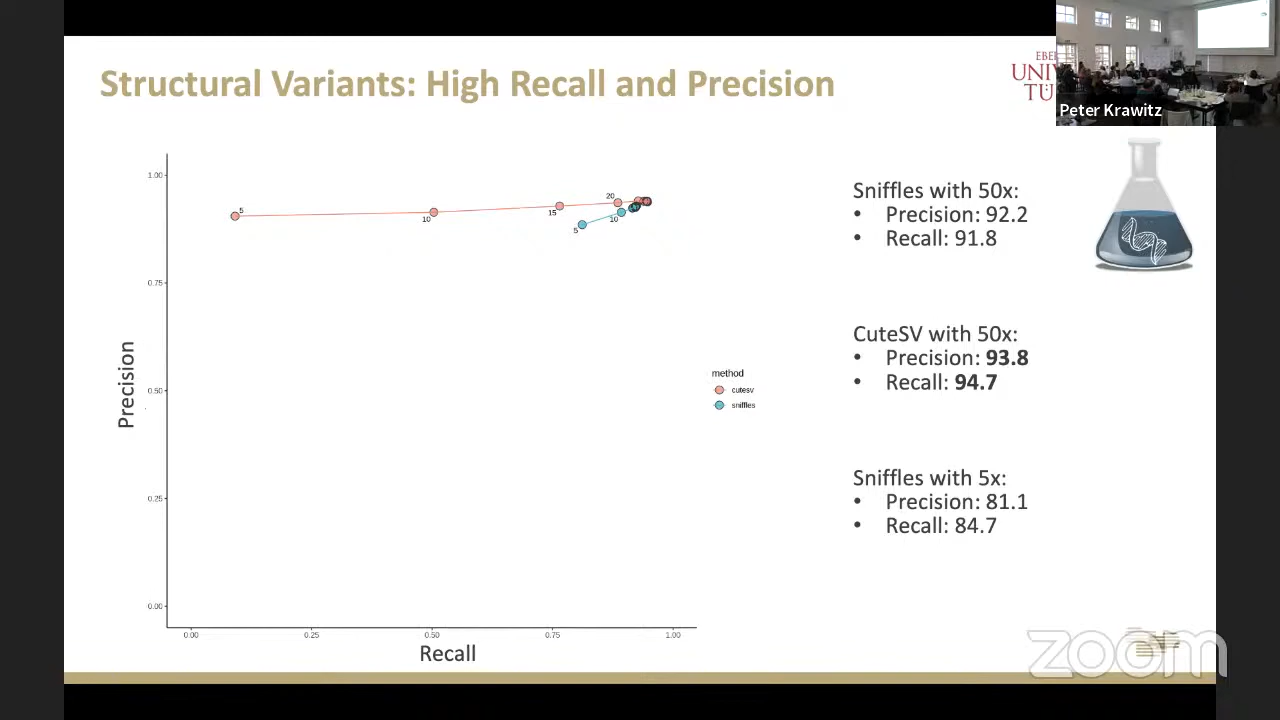 Structural Variants: High Recall and Precision
Peter Krawitz
Sniffles with 50x:
• Precision: 92.2
• Recall: 91.8
CuteSV with 50x:
• Precision: 93.8
• Recall: 94.7
Sniffles with 5x:
• Precision: 81.1
• Recall: 84.7
Precision
1.00
0.75
0.50
0.25
0.00
5
10
15
20
5
10
method
cutesv
sniffles
0.00 0.25 0.50 0.75 1.00
Recall
zoom